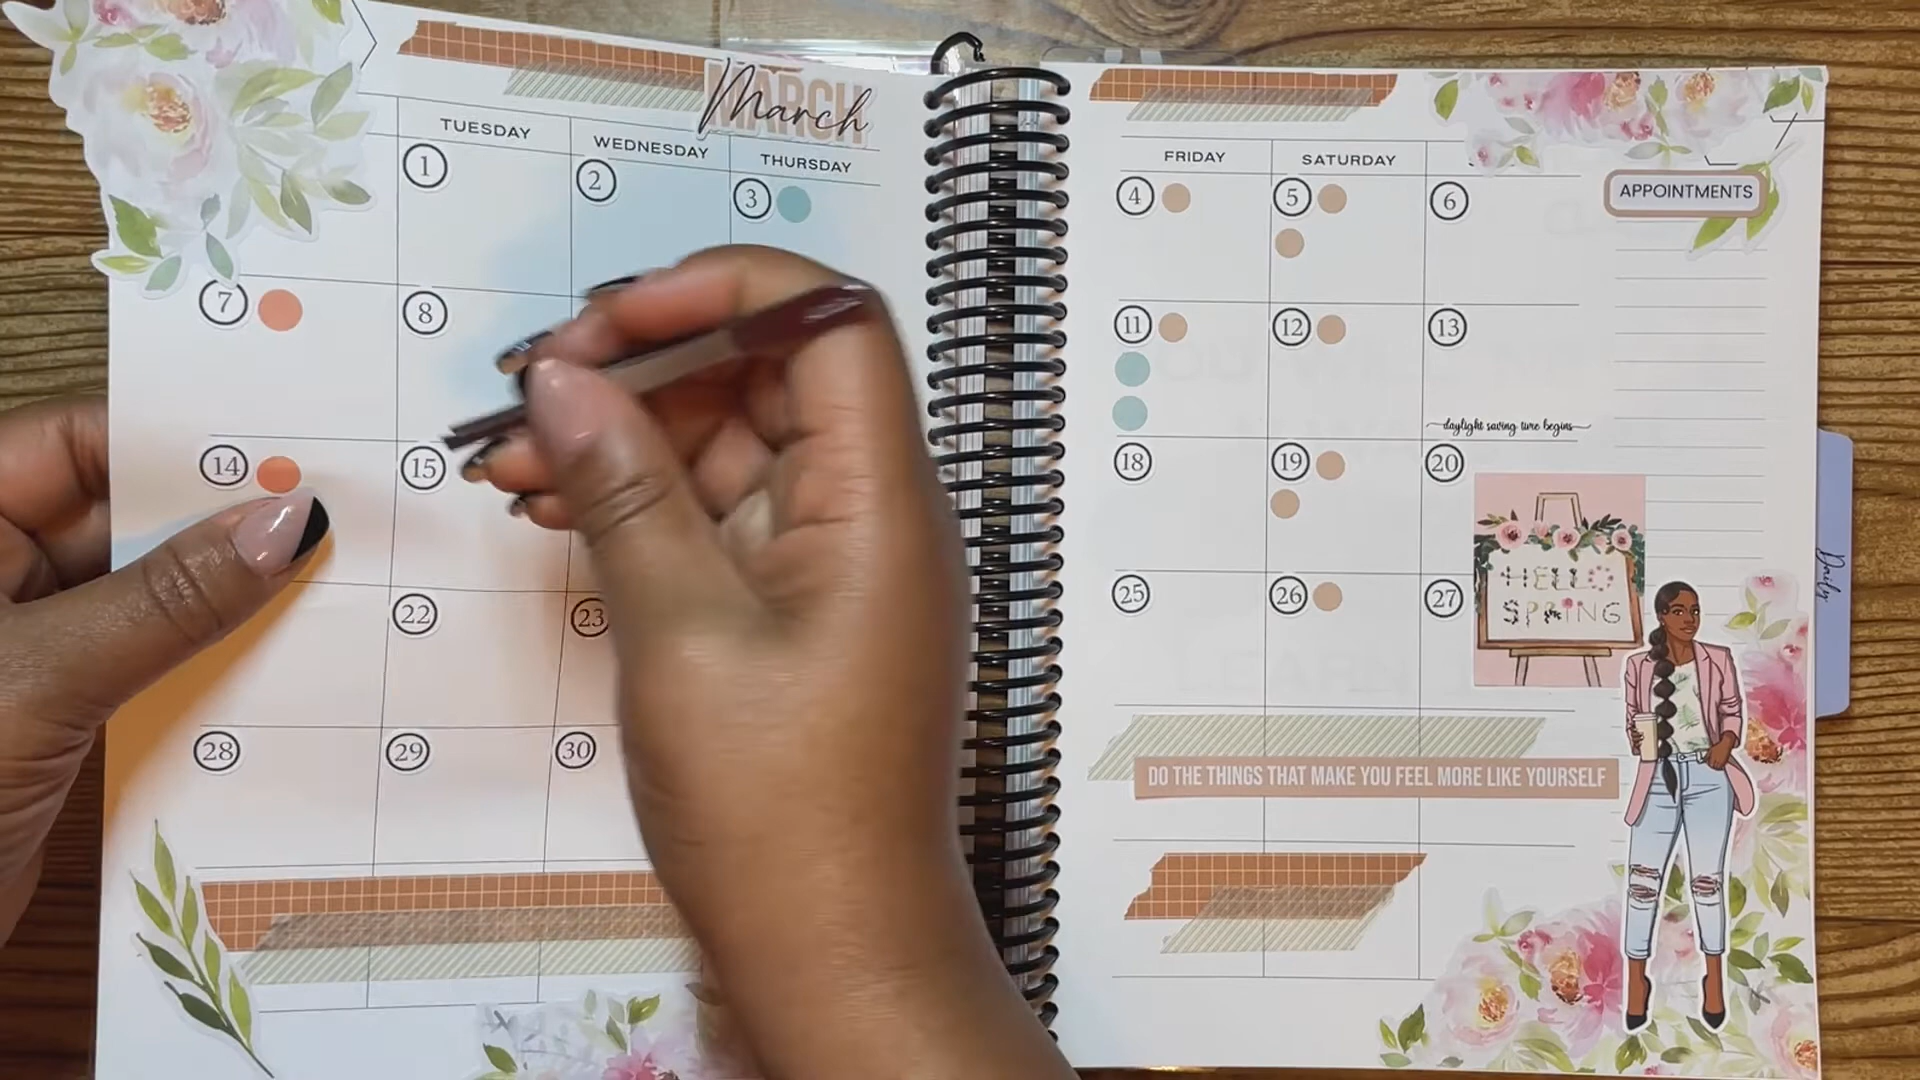 MARCH
March
TUESDAY
WEDNESDAY
THURSDAY
FRIDAY
SATURDAY
APPOINTMENTS
1
2
3
4
5
6
7
8
11
12
13
daylight saving time begins
14
15
18
19
20
HELLO
SPRING
22
23
25
26
27
Daily
28
29
30
DO THE THINGS THAT MAKE YOU FEEL MORE LIKE YOURSELF